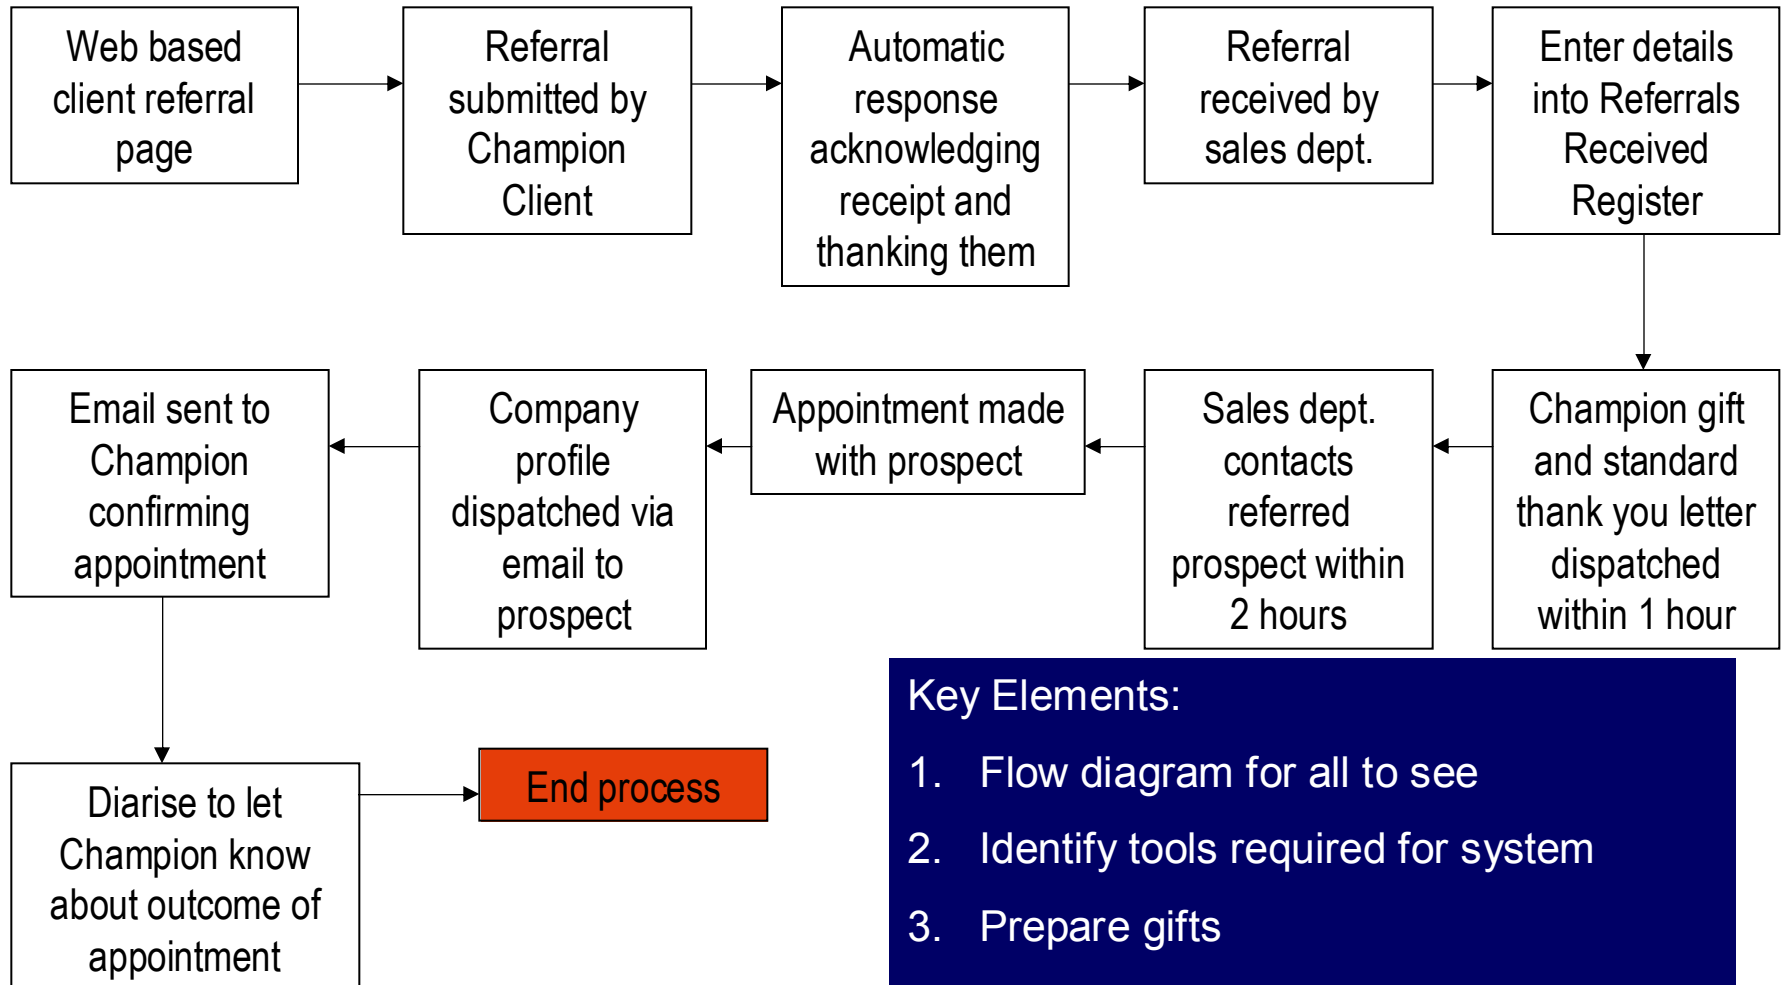 Web based
client referral
page
Referral
submitted by
Champion
Client
Automatic
response
acknowledging
receipt and
thanking them
Referral
received by
sales dept.
Enter details
into Referrals
Received
Register
Champion gift
and standard
thank you letter
dispatched
within 1 hour
Sales dept.
contacts
referred
prospect within
2 hours
Appointment made
with prospect
Company
profile
dispatched via
email to
prospect
Email sent to
Champion
confirming
appointment
Diarise to let
Champion know
about outcome of
appointment
End process
Key Elements:
1. Flow diagram for all to see
2. Identify tools required for system
3. Prepare gifts